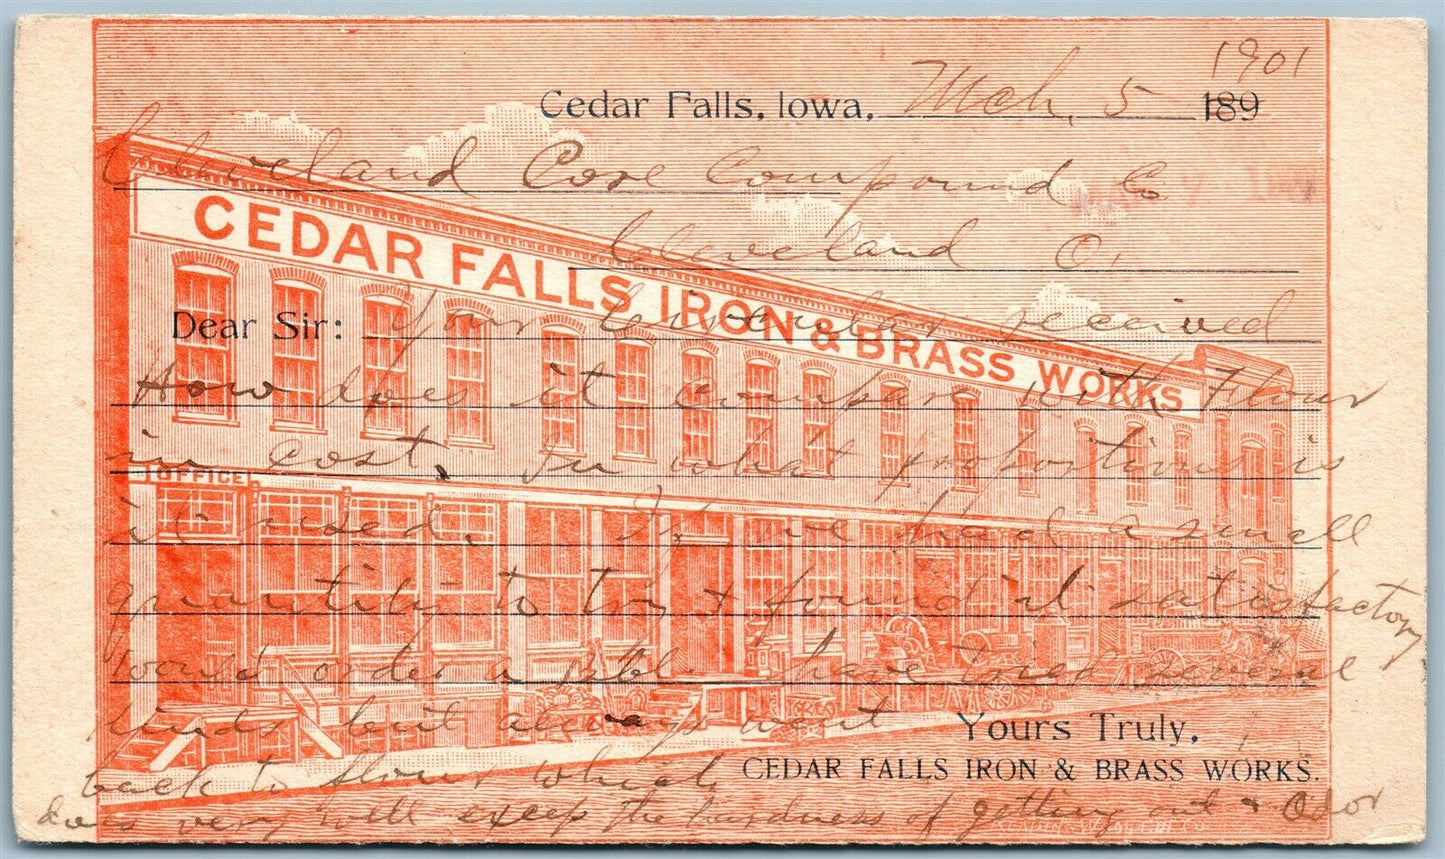 1901
Cedar Falls, Iowa, Mch, 5 189
Cleveland Core Compound Co
Cleveland O.
CEDAR FALLS IRON & BRASS WORKS
Dear Sir: Your Circular received
How does it compare with Flour
in cost. In what proportions is
OFFICE
it used. If we had a small
quantity to try & found it satisfactory
would order a bbl. have tried several
kinds but always went
Yours Truly,
back to flour which
CEDAR FALLS IRON & BRASS WORKS.
does very well except the hardness of getting out & Odor